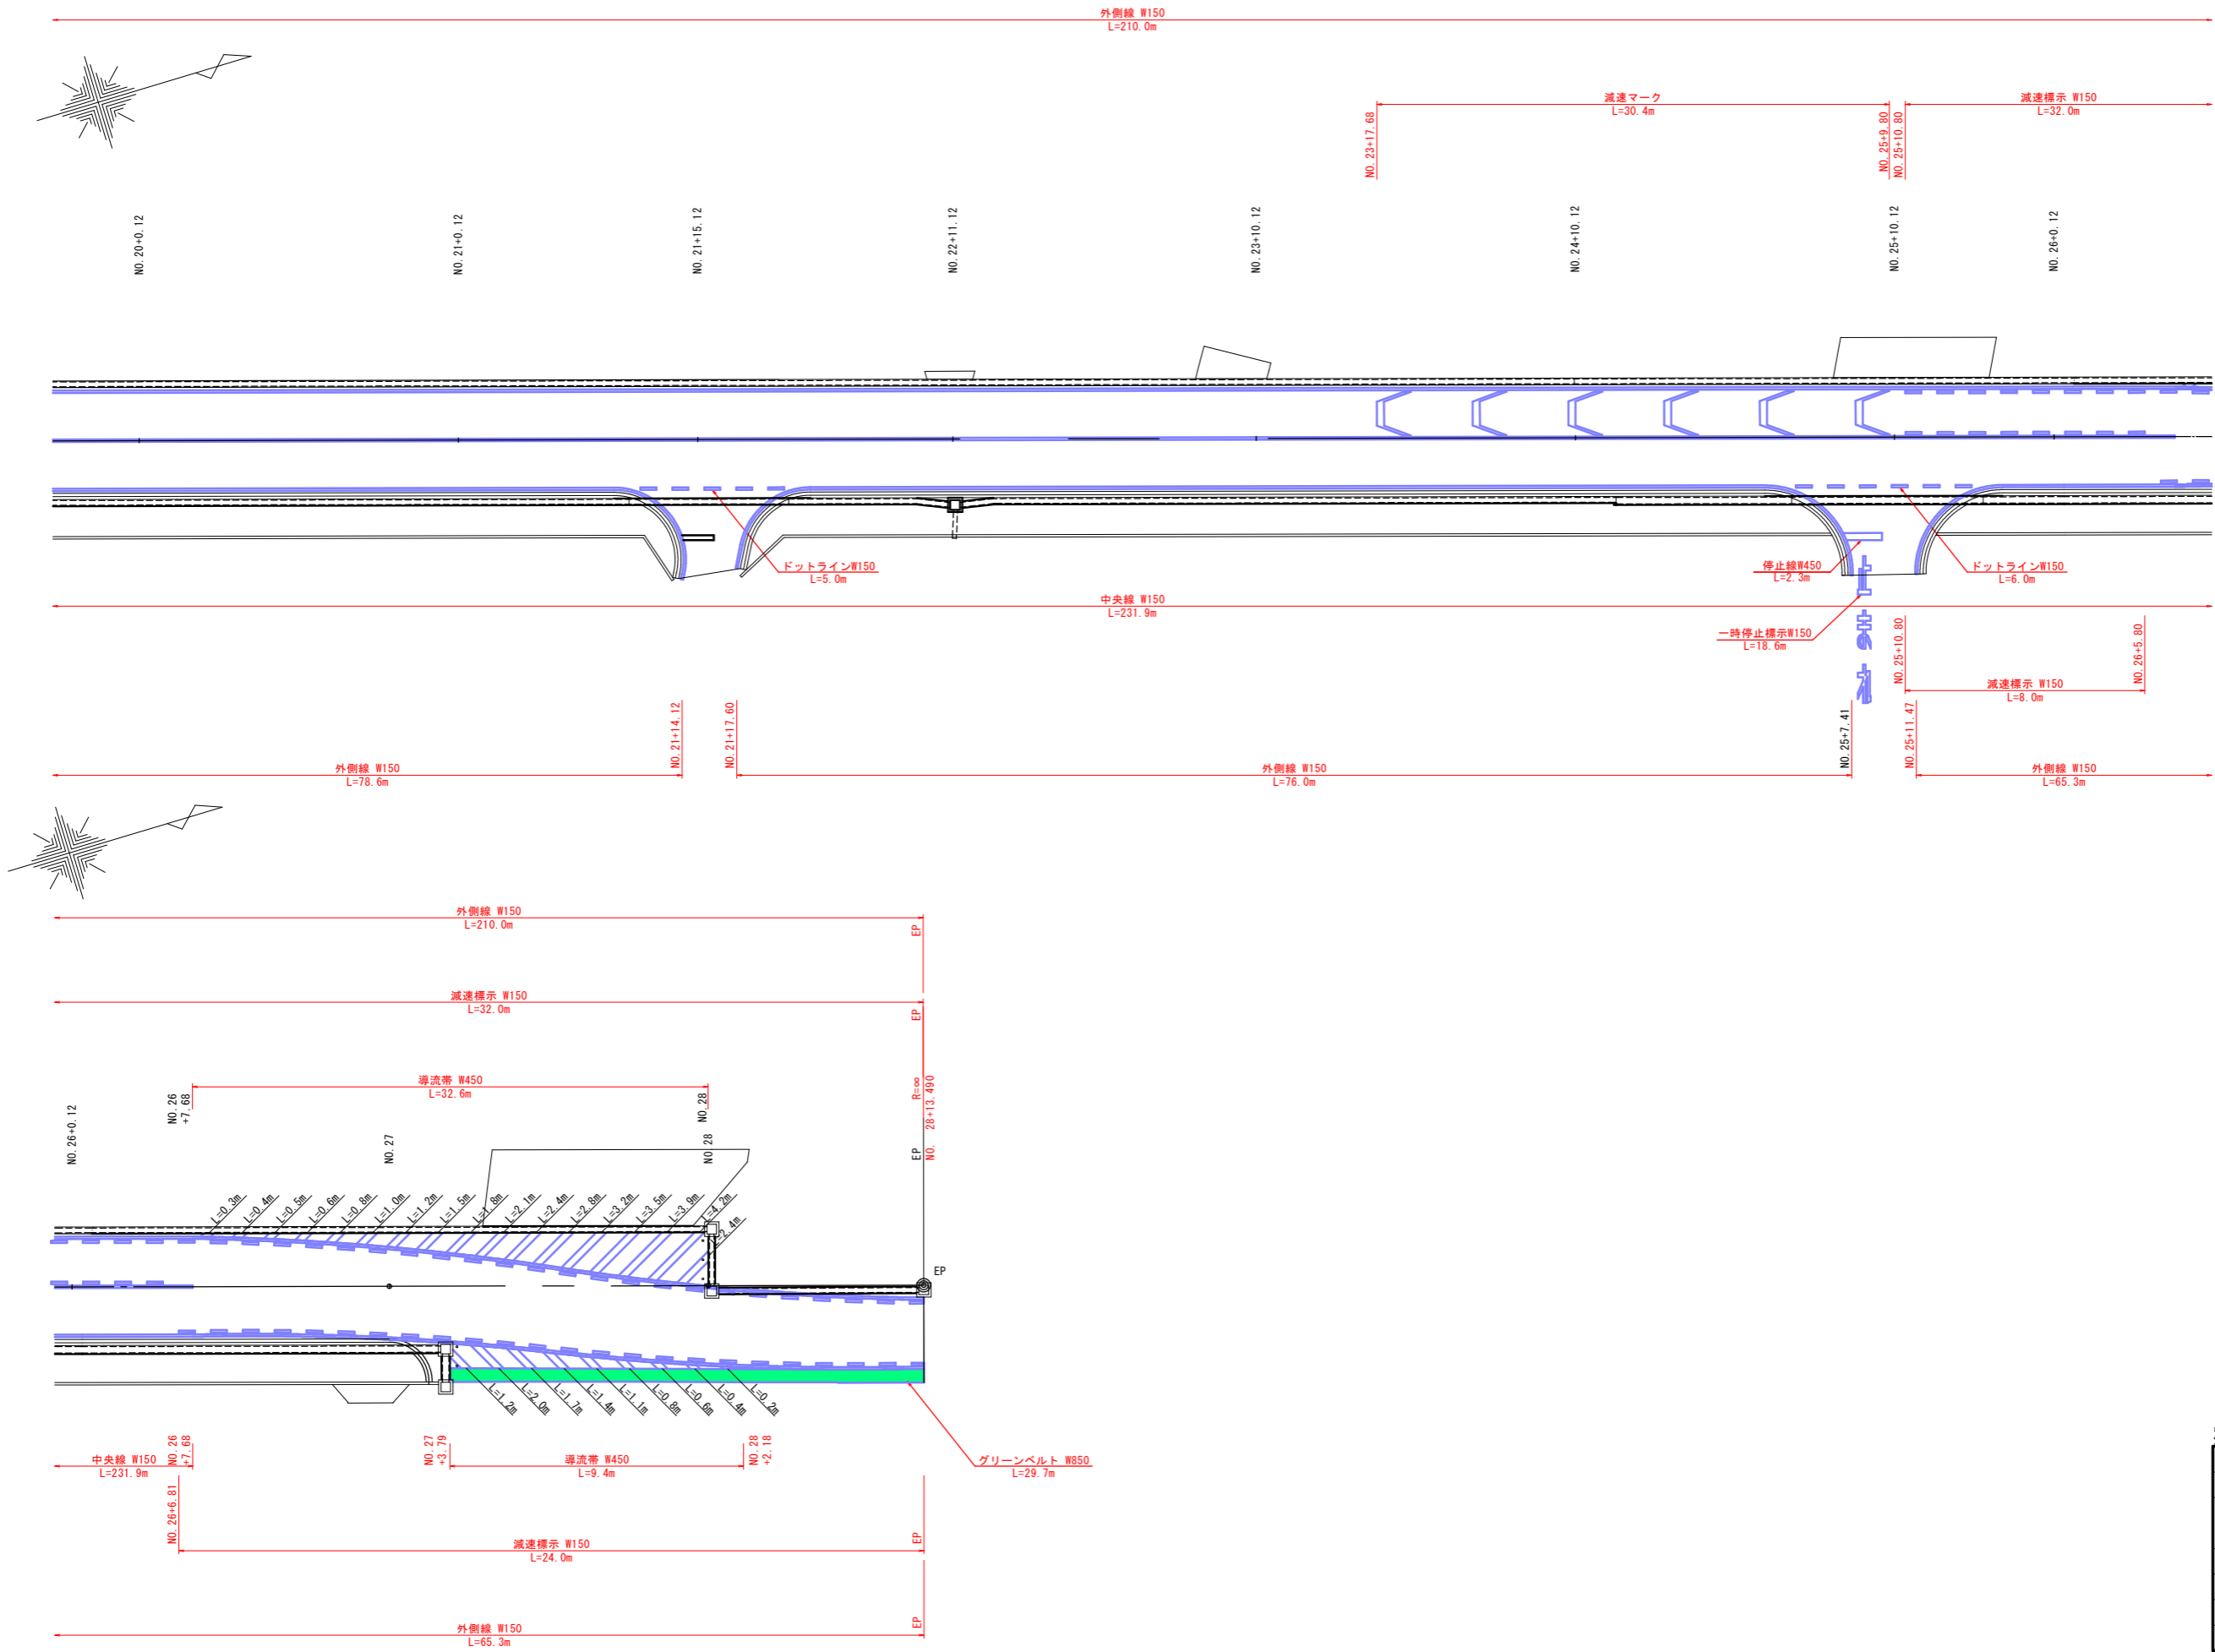 外側線 W150
L=210.0m
減速マーク
L=30.4m
減速標示 W150
L=32.0m
NO.23+17.68
NO.25+9.80
NO.25+10.80
NO.20+0.12
NO.21+0.12
NO.21+15.12
NO.22+11.12
NO.23+10.12
NO.24+10.12
NO.25+10.12
NO.26+0.12
ドットラインW150
L=5.0m
停止線W450
L=2.3m
ドットラインW150
L=6.0m
止まれ
中央線 W150
L=231.9m
一時停止標示W150
L=18.6m
NO.25+10.80
NO.26+5.80
減速標示 W150
L=8.0m
NO.21+14.12
NO.21+17.60
NO.25+7.41
NO.25+11.47
外側線 W150
L=78.6m
外側線 W150
L=76.0m
外側線 W150
L=65.3m
外側線 W150
L=210.0m
EP
減速標示 W150
L=32.0m
EP
導流帯 W450
L=32.6m
NO.26
+7.68
NO.28
R=∞
NO. 28+13.490
NO.26+0.12
NO.27
NO.28
EP
L=0.3m
L=0.4m
L=0.5m
L=0.6m
L=0.8m
L=1.0m
L=1.2m
L=1.5m
L=1.8m
L=2.1m
L=2.4m
L=2.8m
L=3.2m
L=3.5m
L=3.9m
L=4.2m
EP
L=1.2m
L=2.0m
L=1.7m
L=1.4m
L=1.1m
L=0.8m
L=0.6m
L=0.4m
L=0.2m
中央線 W150
L=231.9m
NO.26
+7.68
NO.27
+3.79
導流帯 W450
L=9.4m
NO.28
+2.18
グリーンベルト W850
L=29.7m
NO.26+6.81
減速標示 W150
L=24.0m
EP
外側線 W150
L=65.3m
EP